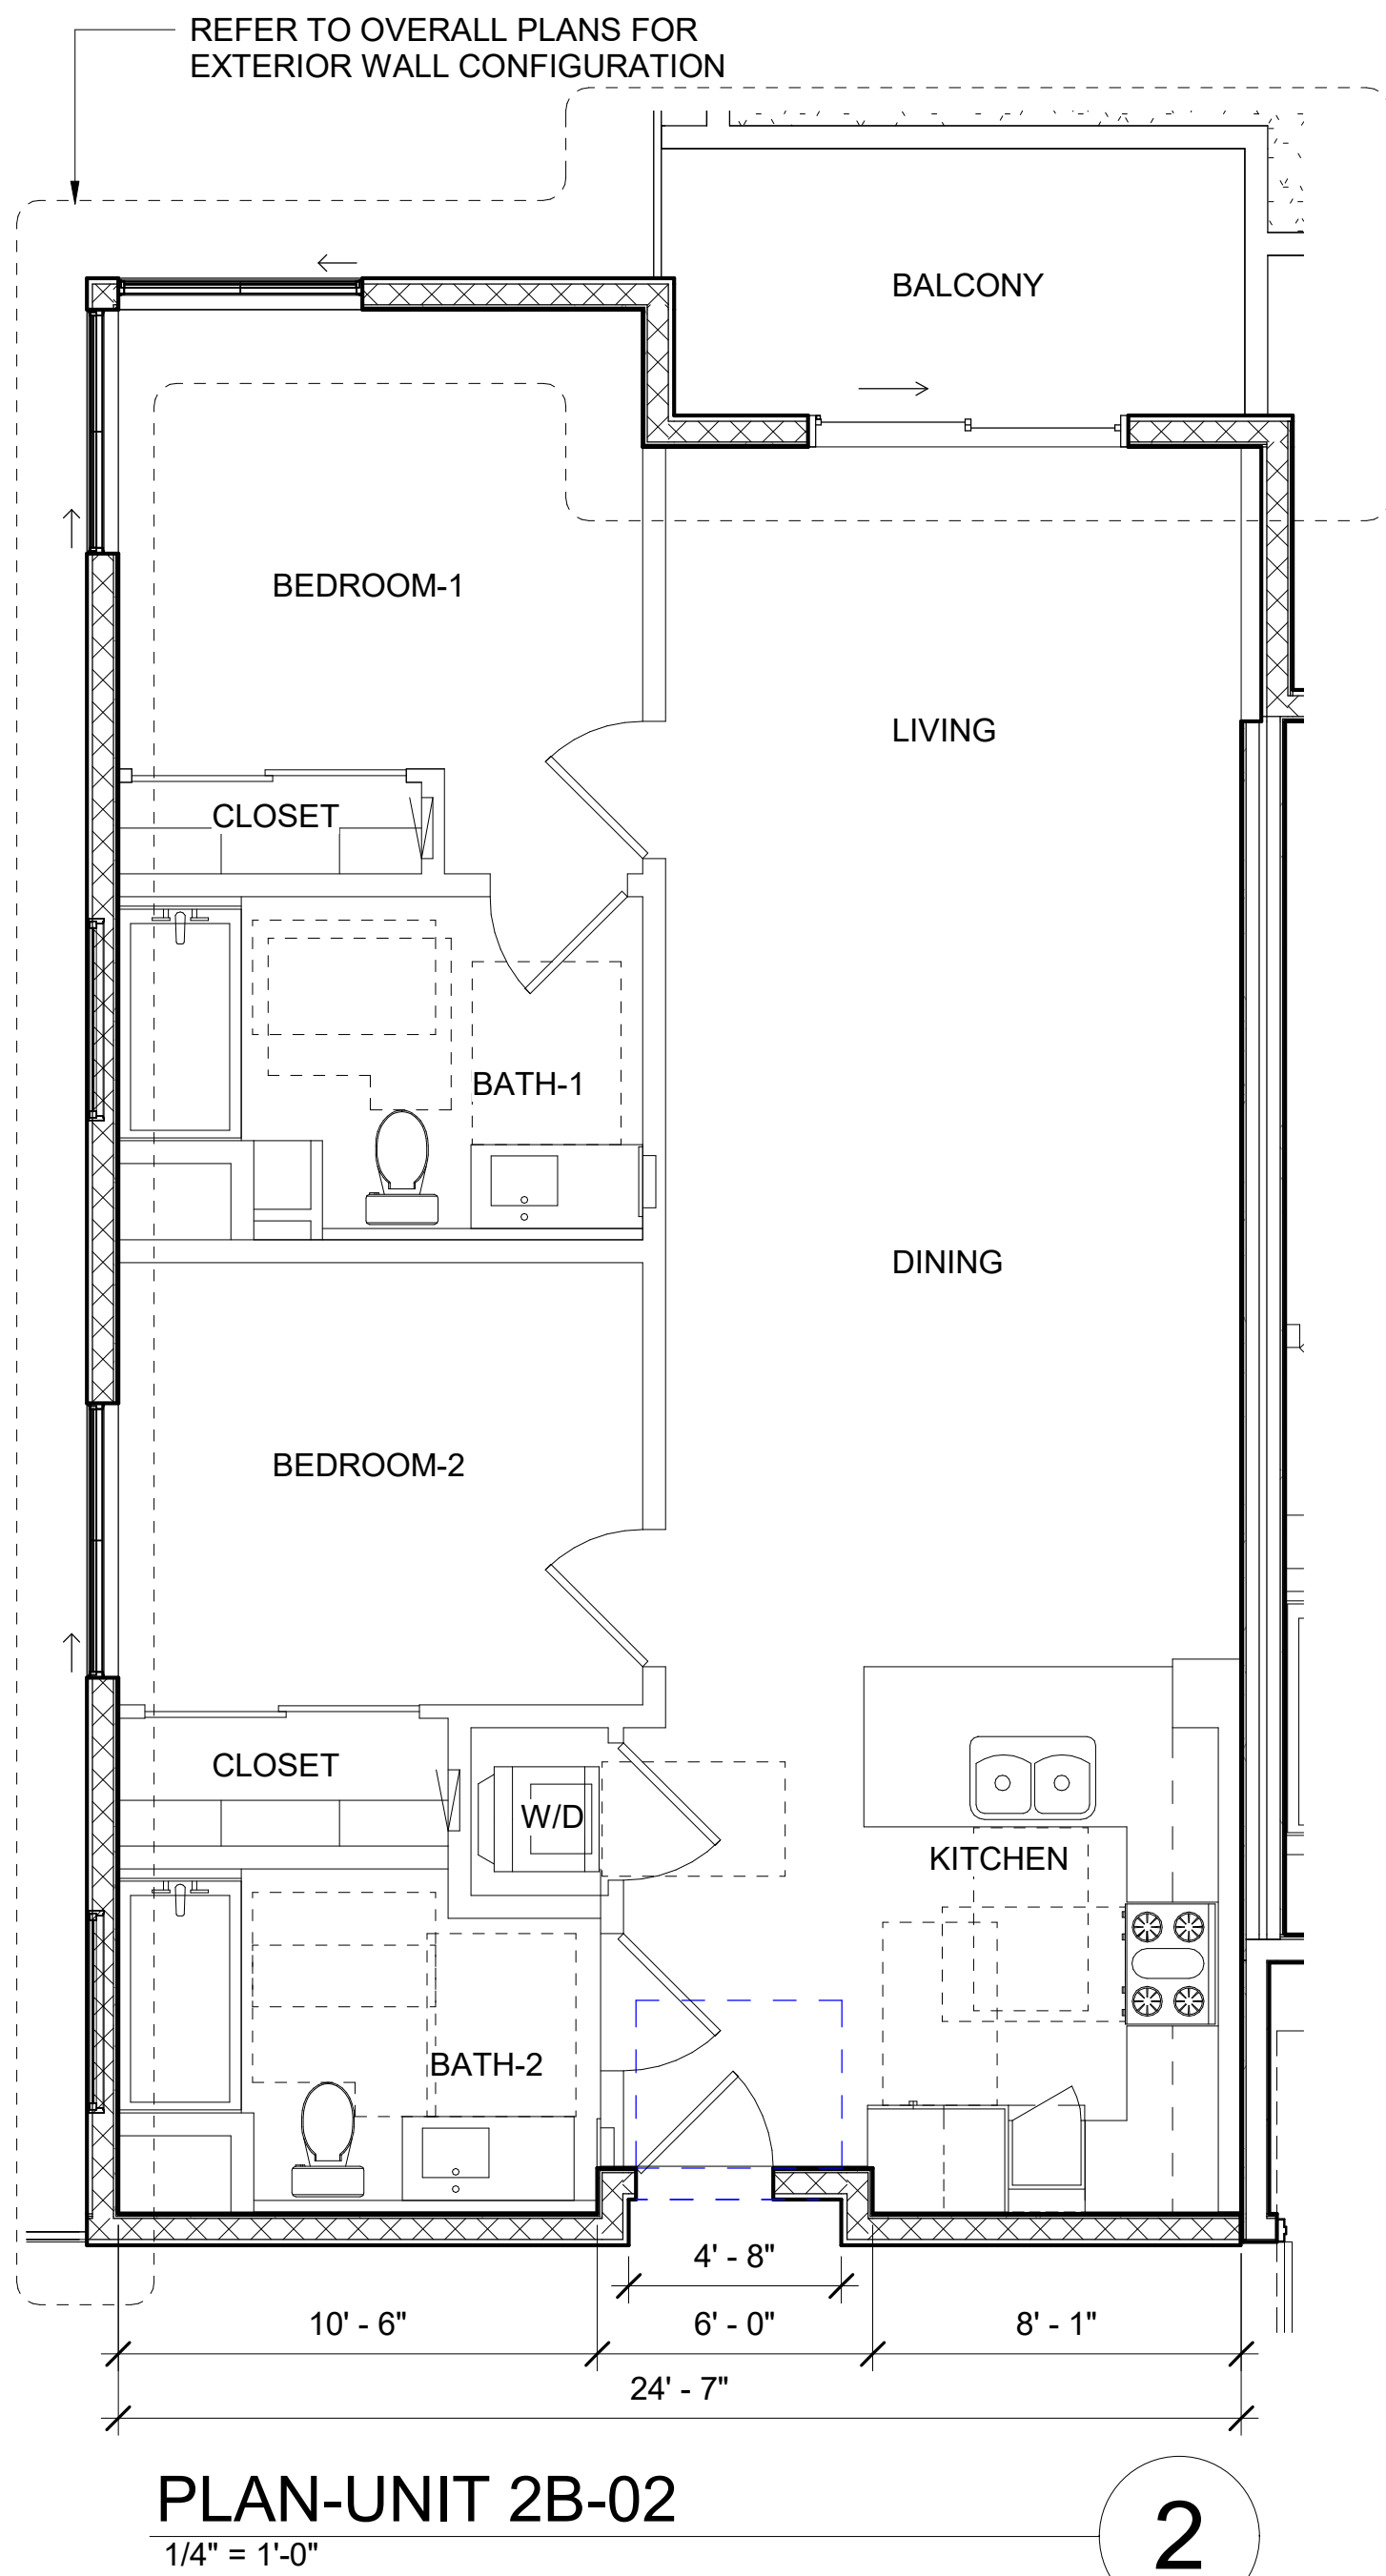 REFER TO OVERALL PLANS FOR
EXTERIOR WALL CONFIGURATION
BALCONY
BEDROOM-1
LIVING
CLOSET
BATH-1
DINING
BEDROOM-2
CLOSET
W/D
KITCHEN
BATH-2
4' - 8"
10' - 6"
6' - 0"
8' - 1"
24' - 7"
PLAN-UNIT 2B-02
2
1/4" = 1'-0"